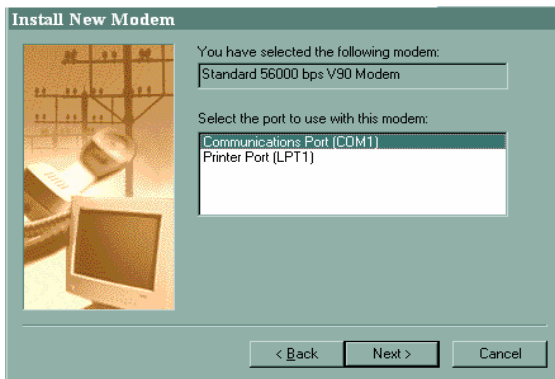 Install New Modem
You have selected the following modem:
Standard 56000 bps V90 Modem
Select the port to use with this modem:
Communications Port (COM1)
Printer Port (LPT1)
< Back
Next >
Cancel